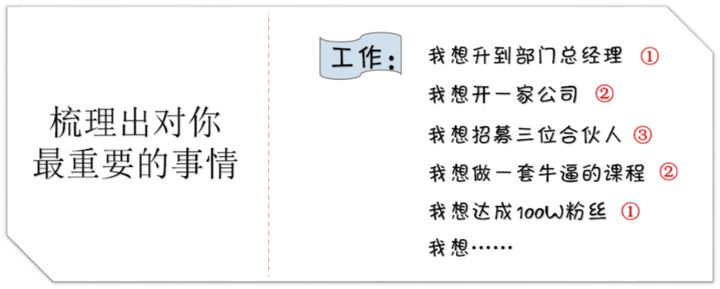 梳理出对你
最重要的事情
工作：
我想升到部门总经理 ①
我想开一家公司 ②
我想招募三位合伙人 ③
我想做一套牛逼的课程 ②
我想达成100W粉丝 ①
我想……